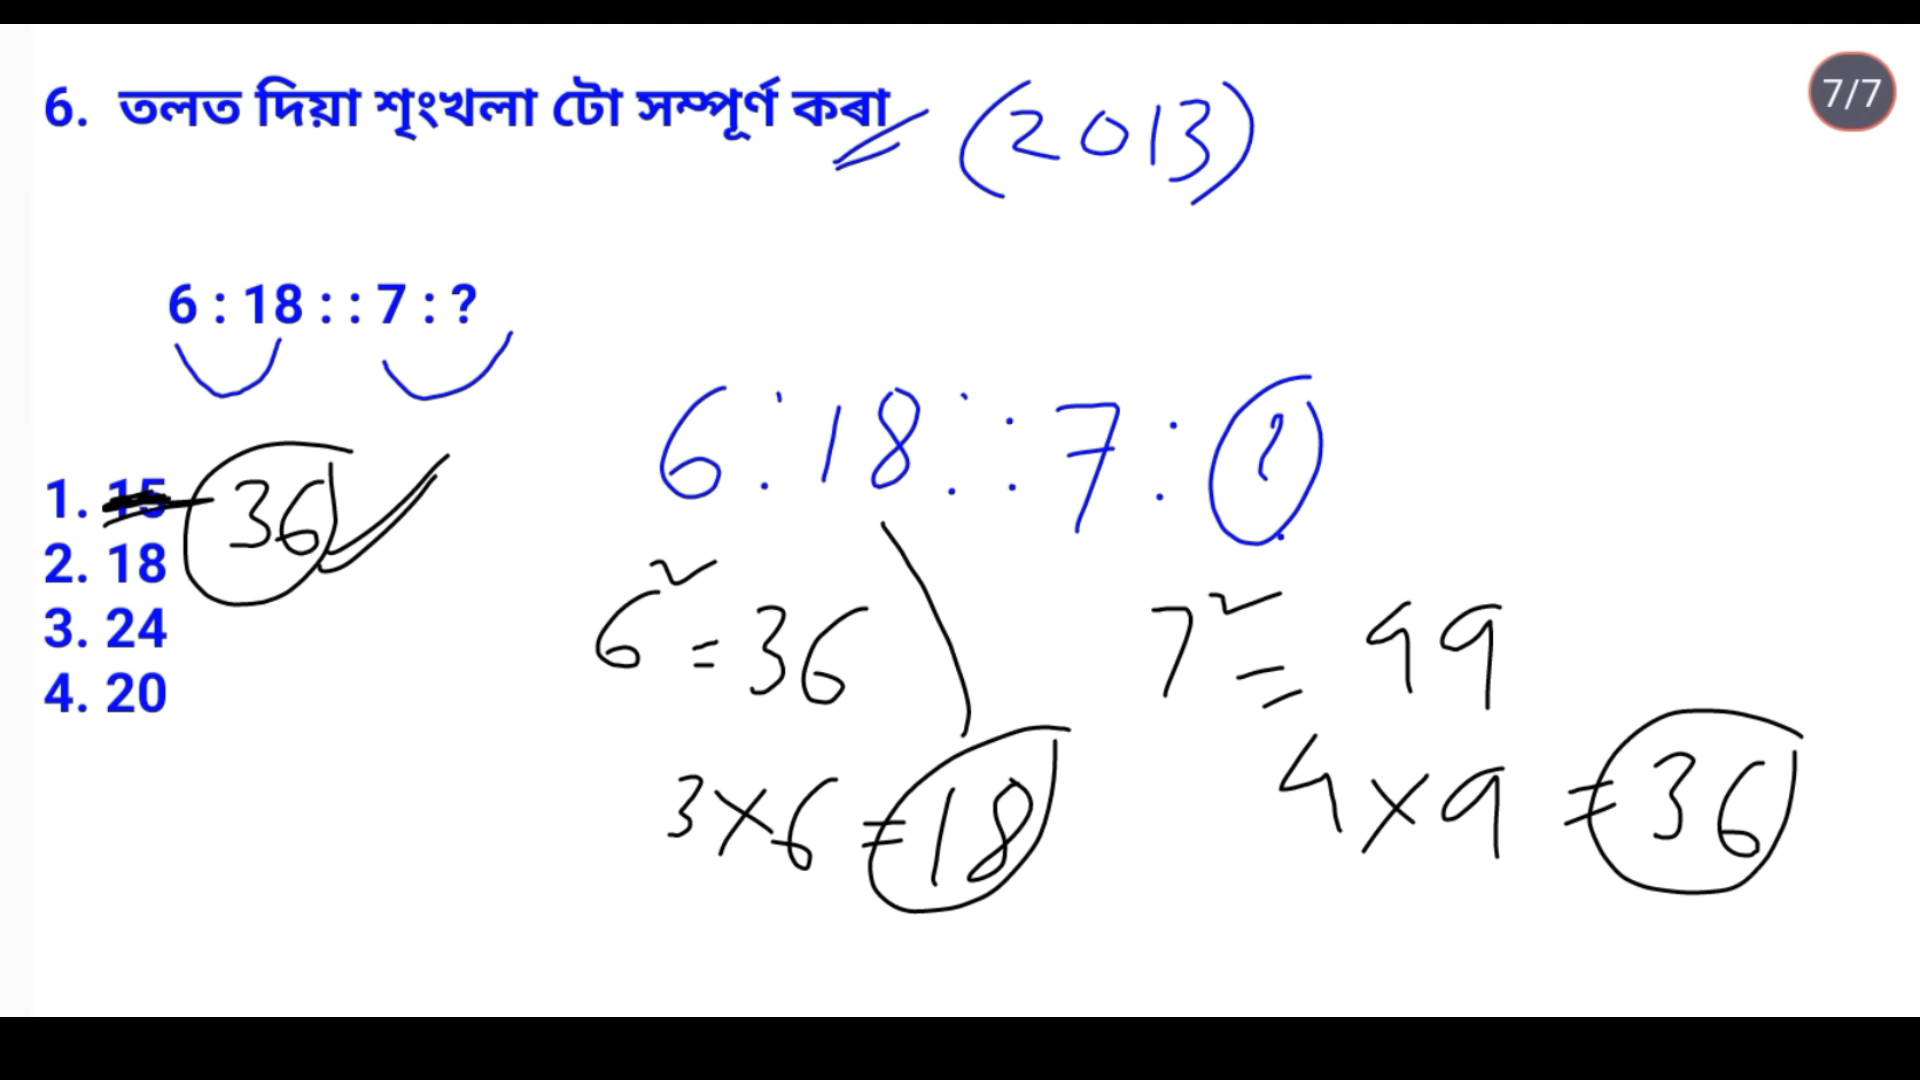 7/7
6. তলত দিয়া শৃংখলা টো সম্পূৰ্ণ কৰা (2013)
6 : 18 : : 7 : ?
6 : 18 : : 7 : ?
1. 15 36
2. 18
3. 24
4. 20
6² = 36
7² = 49
3 × 6 = 18
4 × 9 = 36